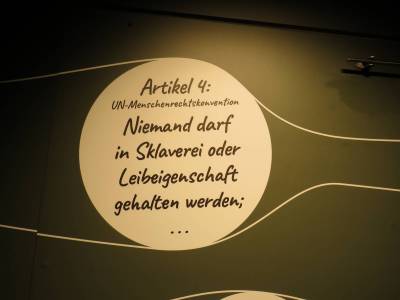 Artikel 4:
UN-Menschenrechtskonvention
Niemand darf
in Sklaverei oder
Leibeigenschaft
gehalten werden;
...